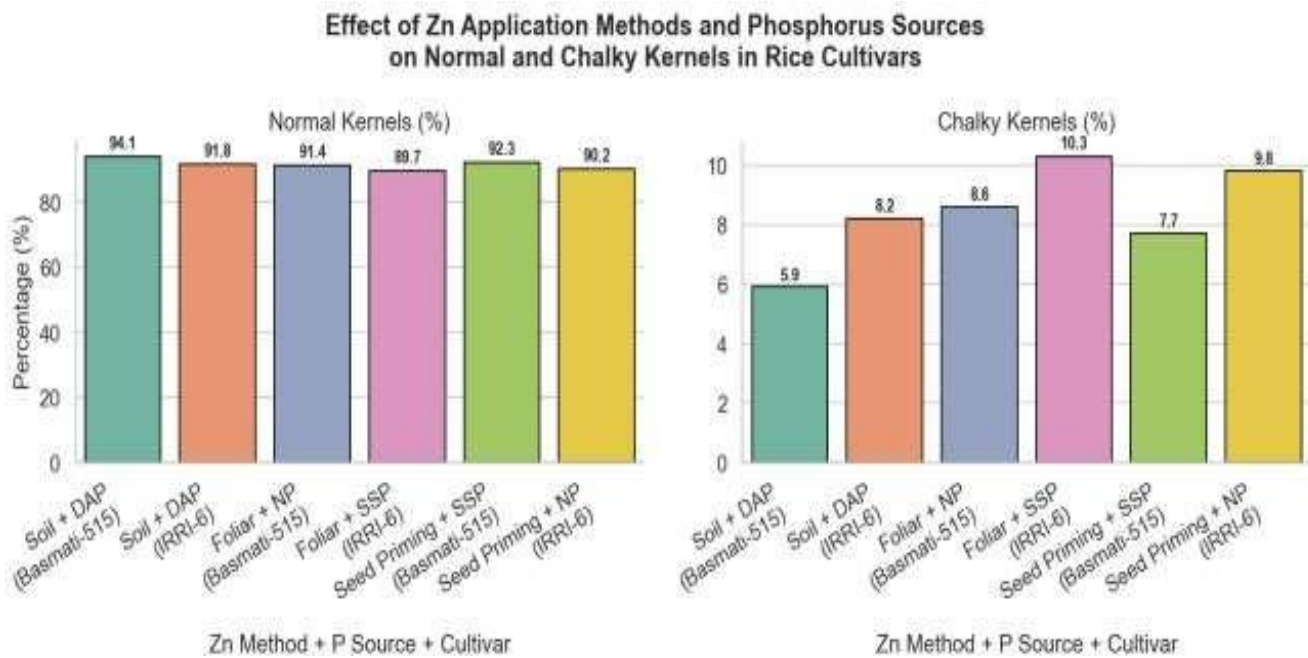 Effect of Zn Application Methods and Phosphorus Sources
on Normal and Chalky Kernels in Rice Cultivars
Normal Kernels (%)
94.1
91.8
91.4
89.7
92.3
90.2
Percentage (%)
80
60
40
20
0
Soil + DAP
(Basmati-515)
Soil + DAP
(IRRI-6)
Foliar + NP
(Basmati-515)
Foliar + SSP
(IRRI-6)
Seed Priming + SSP
(Basmati-515)
Seed Priming + NP
(IRRI-6)
Zn Method + P Source + Cultivar
Chalky Kernels (%)
5.9
8.2
8.6
10.3
7.7
9.8
10
8
6
4
2
0
Soil + DAP
(Basmati-515)
Soil + DAP
(IRRI-6)
Foliar + NP
(Basmati-515)
Foliar + SSP
(IRRI-6)
Seed Priming + SSP
(Basmati-515)
Seed Priming + NP
(IRRI-6)
Zn Method + P Source + Cultivar